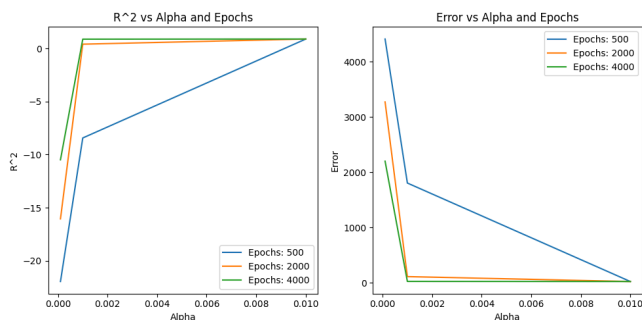 R^2 vs Alpha and Epochs
0
−5
−10
−15
−20
R^2
0.000 0.002 0.004 0.006 0.008 0.010
Alpha
Epochs: 500
Epochs: 2000
Epochs: 4000
Error vs Alpha and Epochs
4000
3000
2000
1000
0
Error
0.000 0.002 0.004 0.006 0.008 0.010
Alpha
Epochs: 500
Epochs: 2000
Epochs: 4000